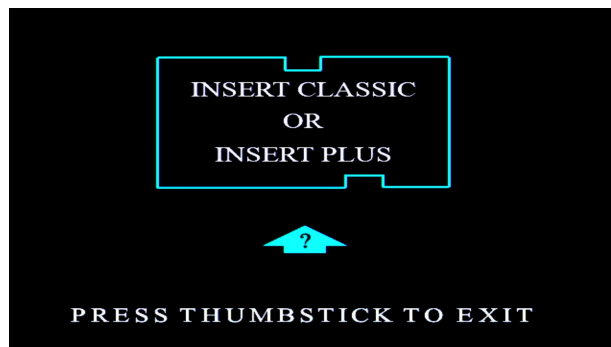 INSERT CLASSIC
OR
INSERT PLUS
?
PRESS THUMBSTICK TO EXIT